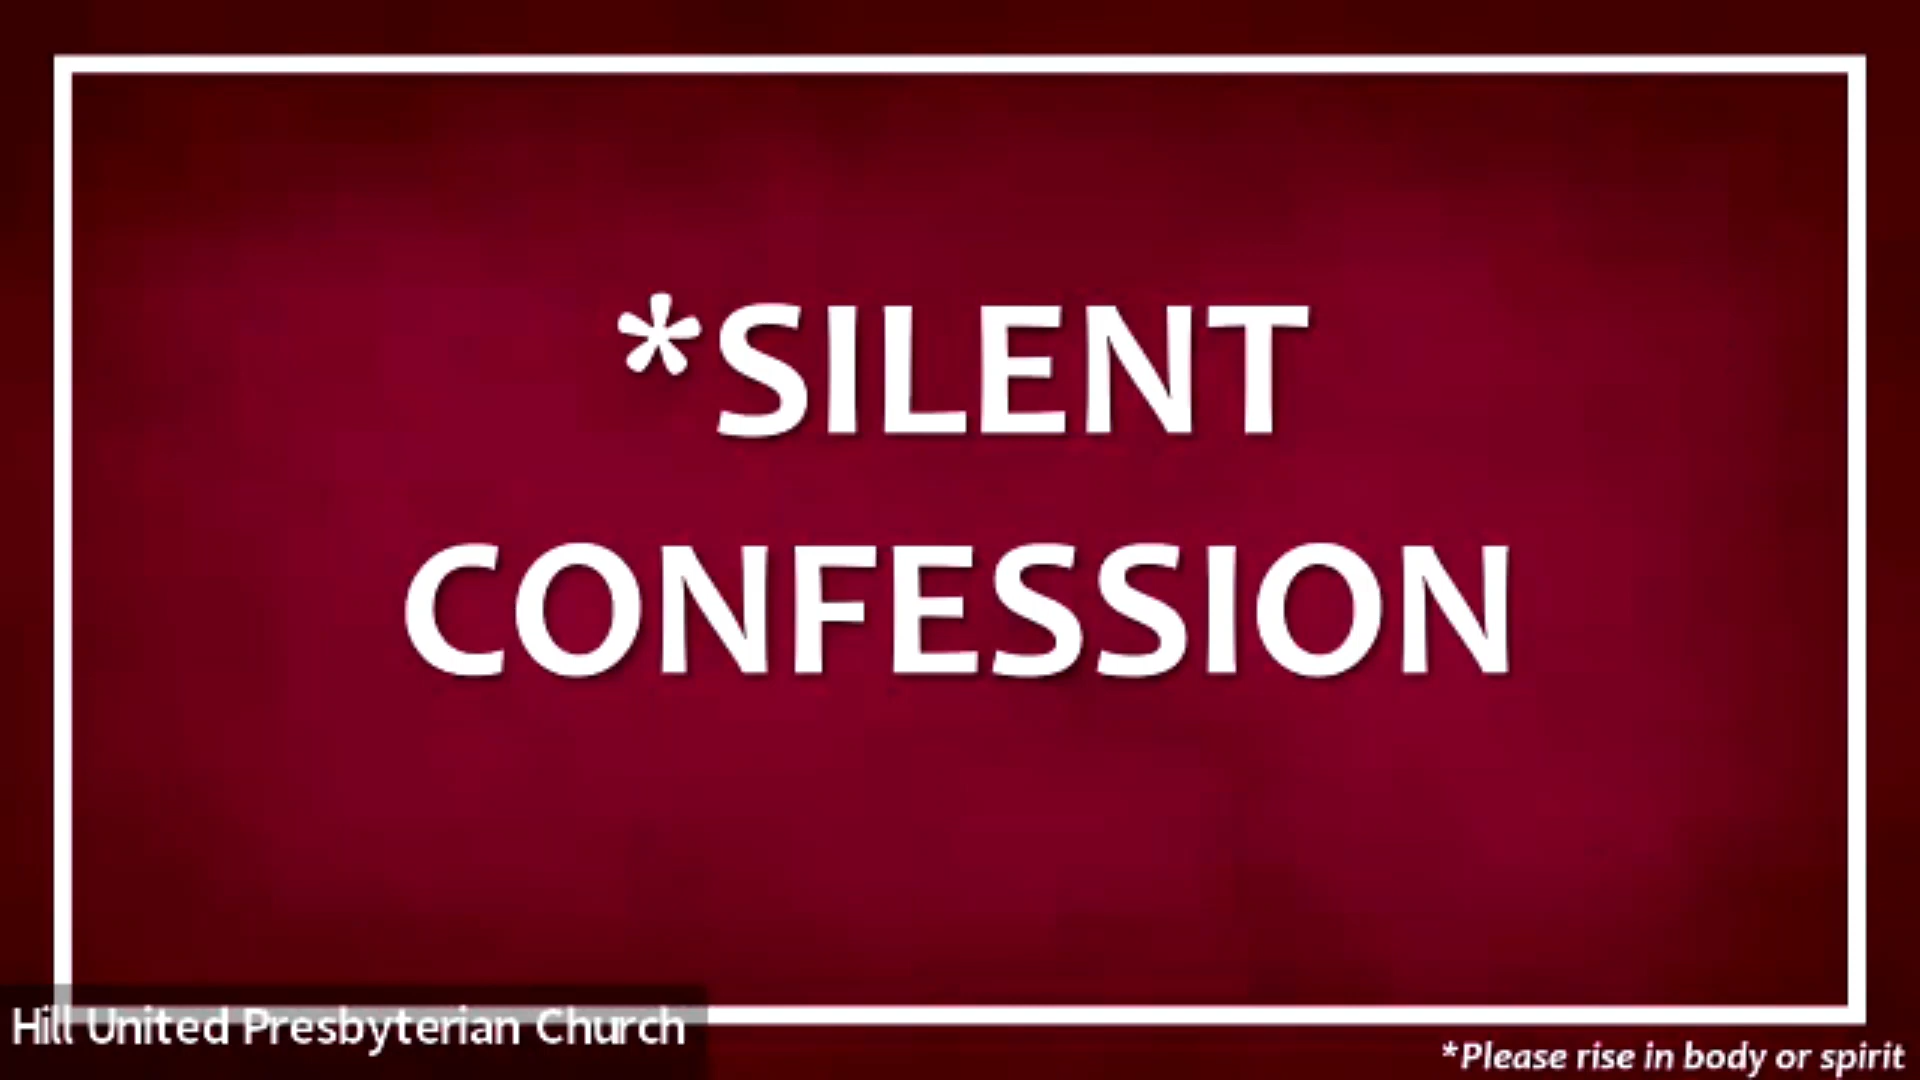 *SILENT
CONFESSION
Hill United Presbyterian Church
*Please rise in body or spirit